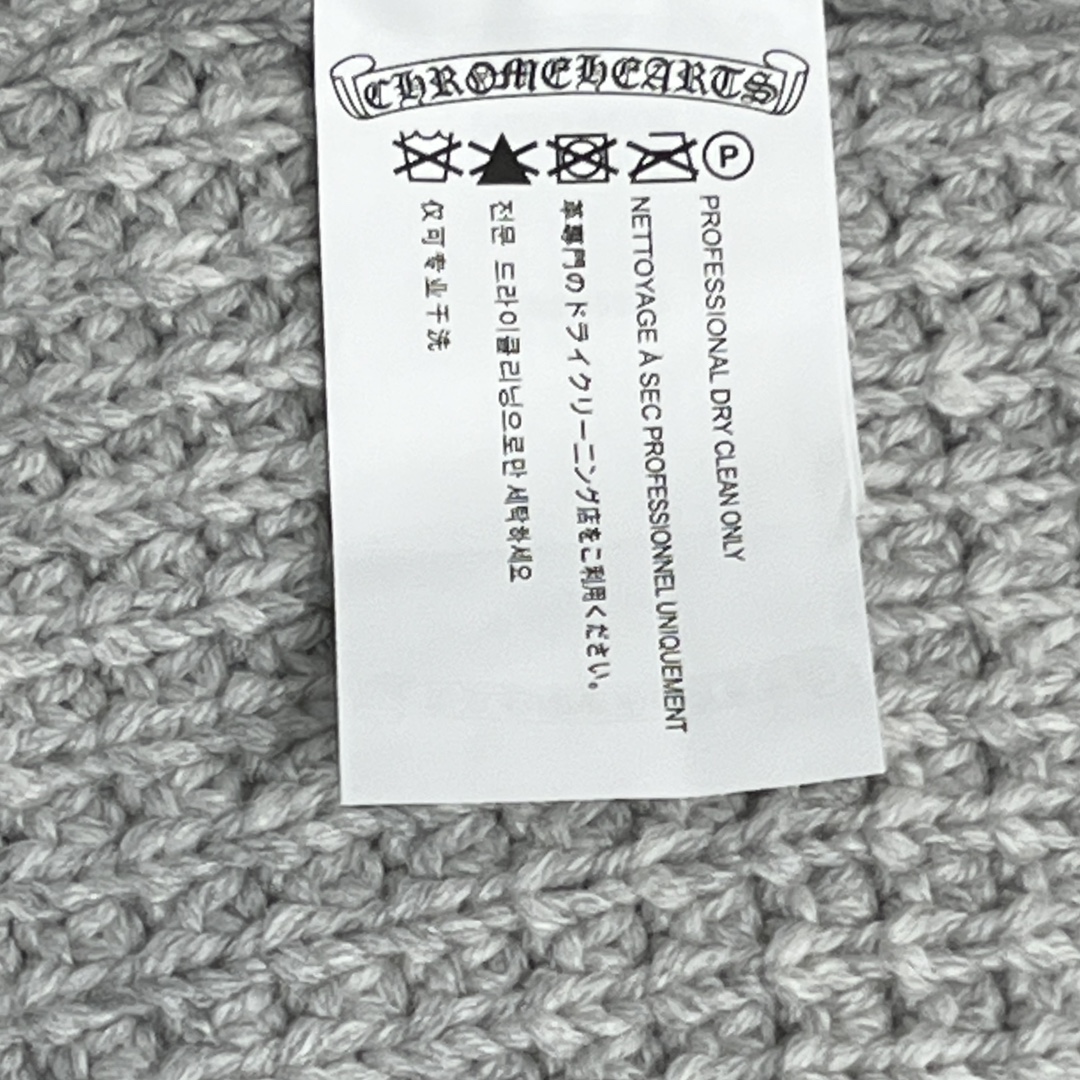 CHROMEHEARTS
P
PROFESSIONAL DRY CLEAN ONLY
NETTOYAGE À SEC PROFESSIONNEL UNIQUEMENT
革専門のドライクリーニング店をご利用ください。
전문 드라이클리닝으로만 세탁하세요
仅可专业干洗